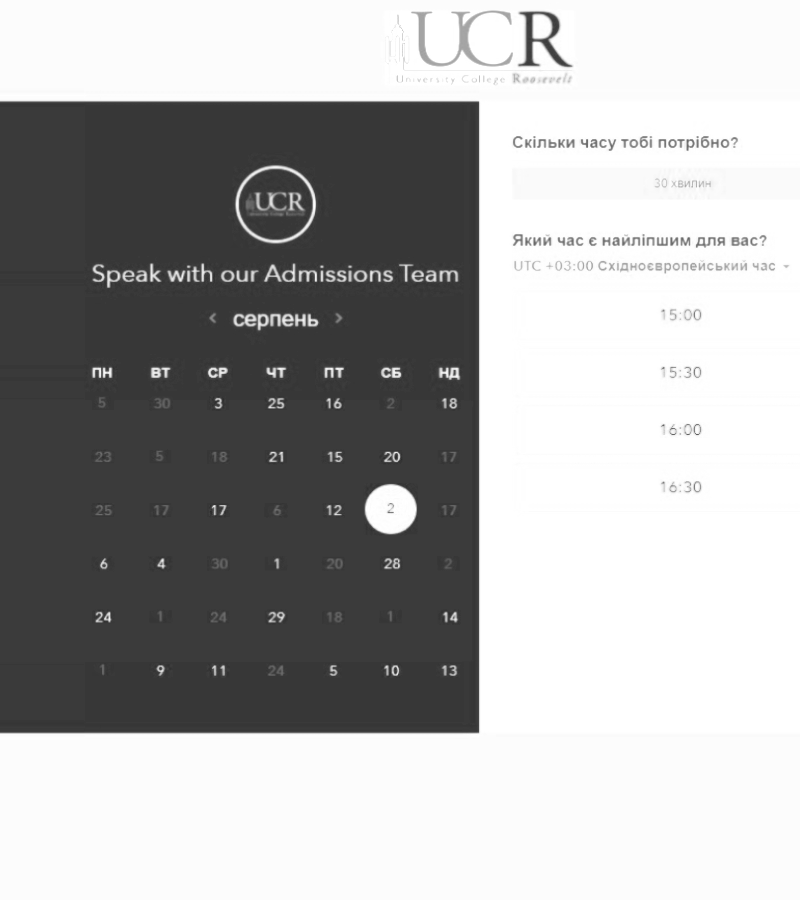 UCR
University College Roosevelt
UCR
Speak with our Admissions Team
< серпень >
ПН ВТ СР ЧТ ПТ СБ НД
5 30 3 25 16 2 18
23 5 18 21 15 20 17
25 17 17 6 12 2 17
6 4 30 1 20 28 2
24 1 24 29 18 1 14
1 9 11 24 5 10 13
Скільки часу тобі потрібно?
30 хвилин
Який час є найліпшим для вас?
UTC +03:00 Східноєвропейський час
15:00
15:30
16:00
16:30